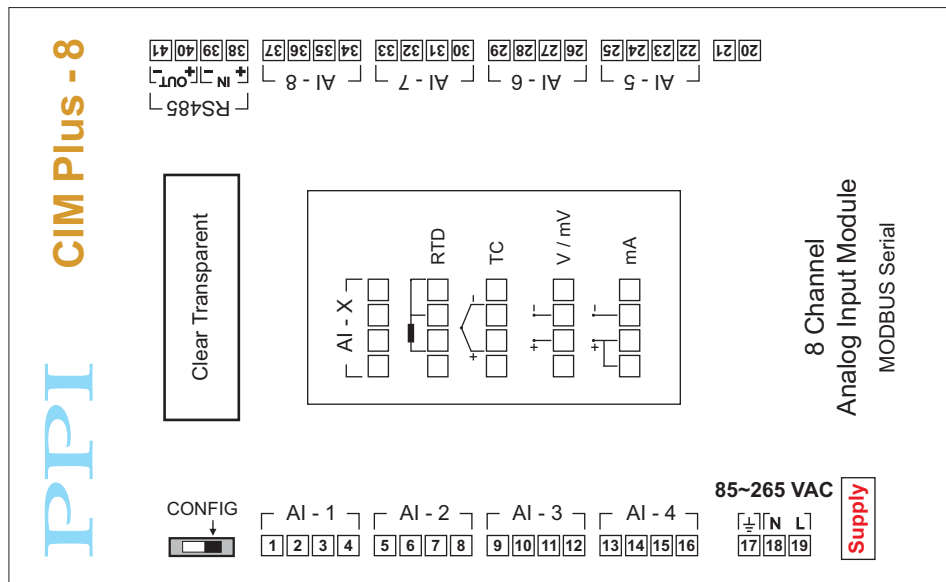 CIM Plus - 8
PPI
41 40 39 38 37 36 35 34 33 32 31 30 29 28 27 26 25 24 23 22 21 20
- + - +
OUT IN
RS485
AI - 8
AI - 7
AI - 6
AI - 5
Clear Transparent
AI - X
RTD
TC
+ -
V / mV
+ -
mA
+ -
8 Channel
Analog Input Module
MODBUS Serial
CONFIG
AI - 1
AI - 2
AI - 3
AI - 4
85~265 VAC
N L
Supply
1 2 3 4 5 6 7 8 9 10 11 12 13 14 15 16 17 18 19